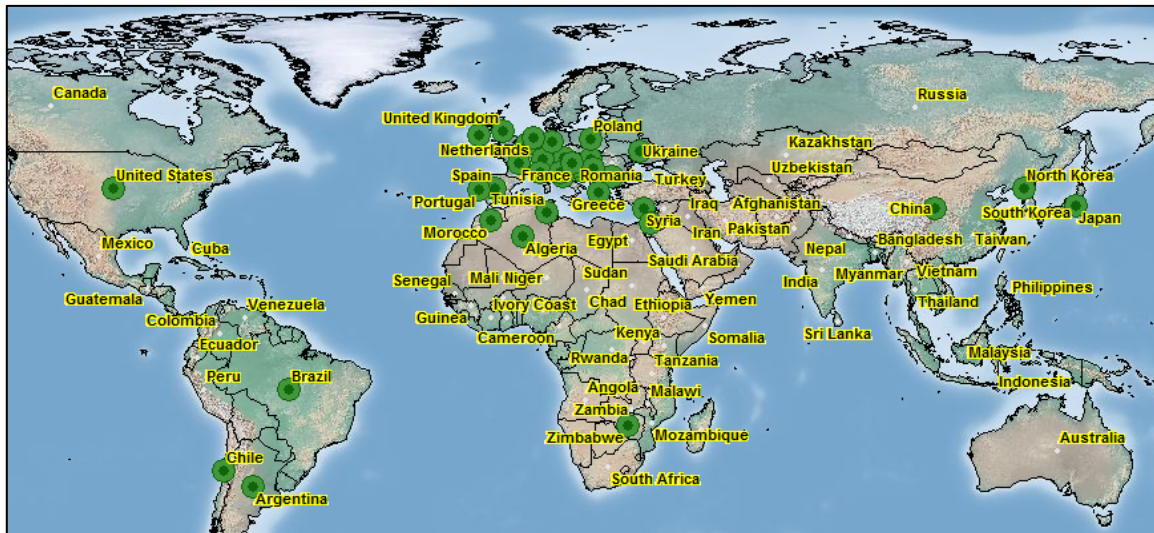 Canada
Russia
United Kingdom
Poland
Kazakhstan
Netherlands
Ukraine
Uzbekistan
United States
Spain
France
Romania
Turkey
North Korea
Portugal
Tunisia
Greece
Syria
Iraq
Afghanistan
China
South Korea
Japan
Morocco
Algeria
Egypt
Iran
Pakistan
Mexico
Cuba
Nepal
Bangladesh
Taiwan
Saudi Arabia
Senegal
Mali
Niger
Sudan
India
Myanmar
Vietnam
Guatemala
Venezuela
Ivory Coast
Chad
Ethiopia
Yemen
Thailand
Philippines
Colombia
Guinea
Cameroon
Kenya
Somalia
Sri Lanka
Ecuador
Rwanda
Tanzania
Malaysia
Peru
Brazil
Angola
Malawi
Indonesia
Zambia
Zimbabwe
Mozambique
Australia
Chile
South Africa
Argentina